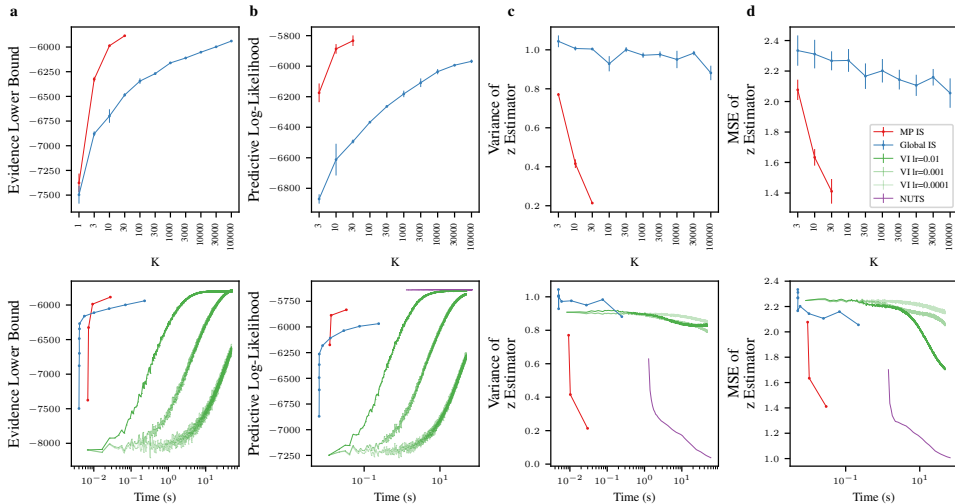 a b c d
Evidence Lower Bound
−6000
−6250
−6500
−6750
−7000
−7250
−7500
1 3 10 30 100 300 1000 3000 10000 30000 100000
K
Predictive Log-Likelihood
−5800
−6000
−6200
−6400
−6600
−6800
3 10 30 100 300 1000 3000 10000 30000 100000
K
Variance of
z Estimator
1.0
0.8
0.6
0.4
0.2
3 10 30 100 300 1000 3000 10000 30000 100000
K
MSE of
z Estimator
2.4
2.2
2.0
1.8
1.6
1.4
3 10 30 100 300 1000 3000 10000 30000 100000
K
MP IS
Global IS
VI lr=0.01
VI lr=0.001
VI lr=0.0001
NUTS
Evidence Lower Bound
−6000
−6500
−7000
−7500
−8000
10⁻² 10⁻¹ 10⁰ 10¹
Time (s)
Predictive Log-Likelihood
−5750
−6000
−6250
−6500
−6750
−7000
−7250
10⁻¹ 10¹
Time (s)
Variance of
z Estimator
1.0
0.8
0.6
0.4
0.2
0.0
10⁻² 10⁻¹ 10⁰ 10¹
Time (s)
MSE of
z Estimator
2.4
2.2
2.0
1.8
1.6
1.4
1.2
1.0
10⁻¹ 10¹
Time (s)